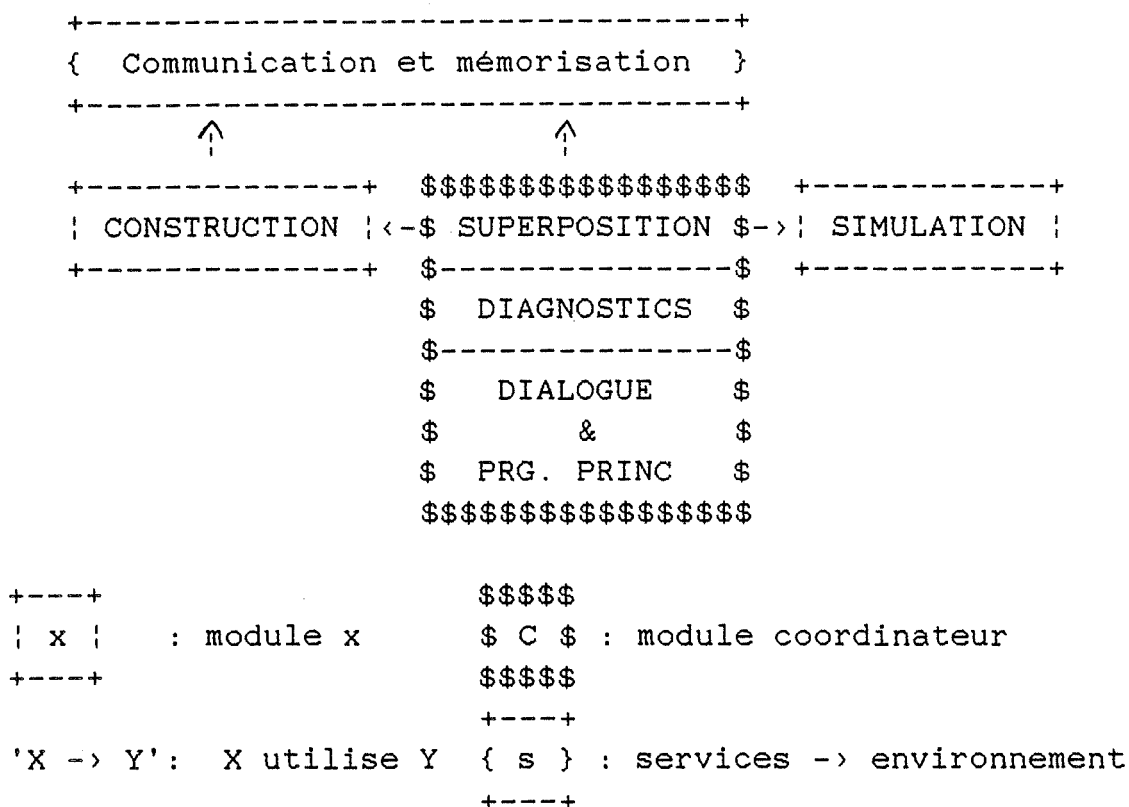 +---------------------------------+
{ Communication et mémorisation }
+---------------------------------+
^ ^
+---------------+ $$$$$$$$$$$$$$$$$ +-------------+
¦ CONSTRUCTION ¦<-$ SUPERPOSITION $->¦ SIMULATION ¦
+---------------+ $---------------$ +-------------+
$ DIAGNOSTICS $
$---------------$
$ DIALOGUE $
$ & $
$ PRG. PRINC $
$$$$$$$$$$$$$$$$$
+----+ $$$$$
¦ x ¦ : module x $ C $ : module coordinateur
+----+ $$$$$
+----+
'X -> Y': X utilise Y { s } : services -> environnement
+----+